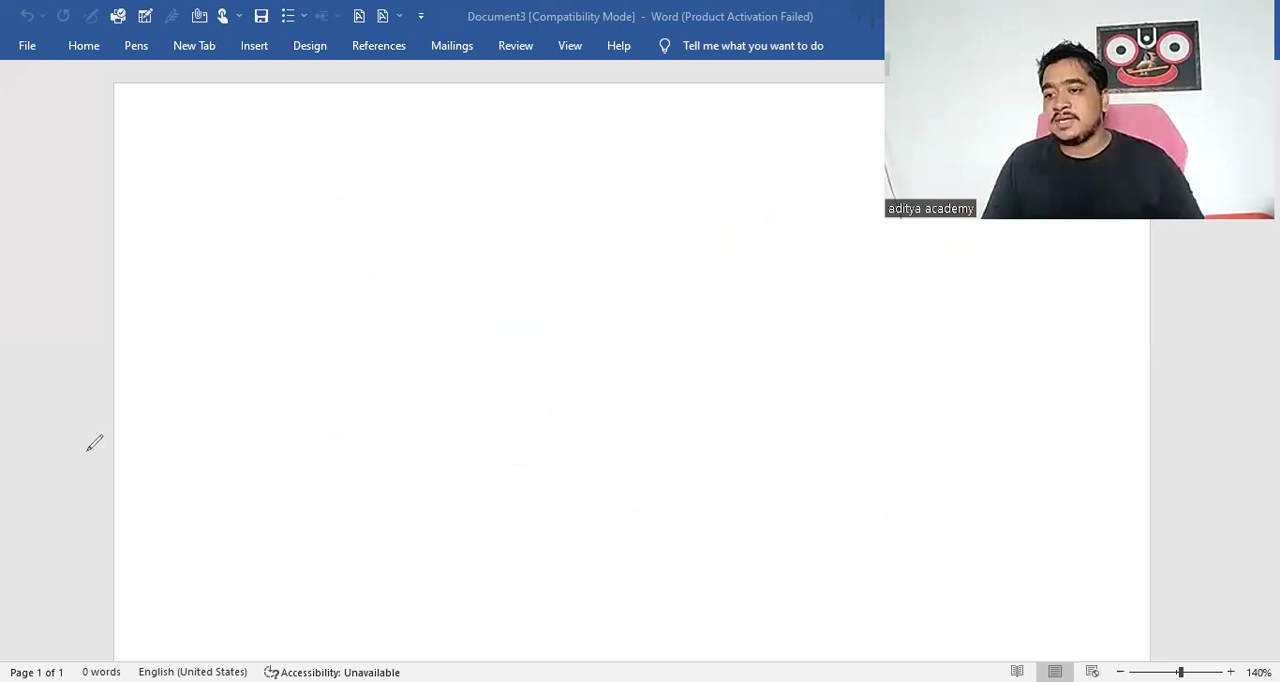 Document3 [Compatibility Mode] - Word (Product Activation Failed)
File Home Pens New Tab Insert Design References Mailings Review View Help Tell me what you want to do
aditya academy
Page 1 of 1 0 words English (United States) Accessibility: Unavailable 140%